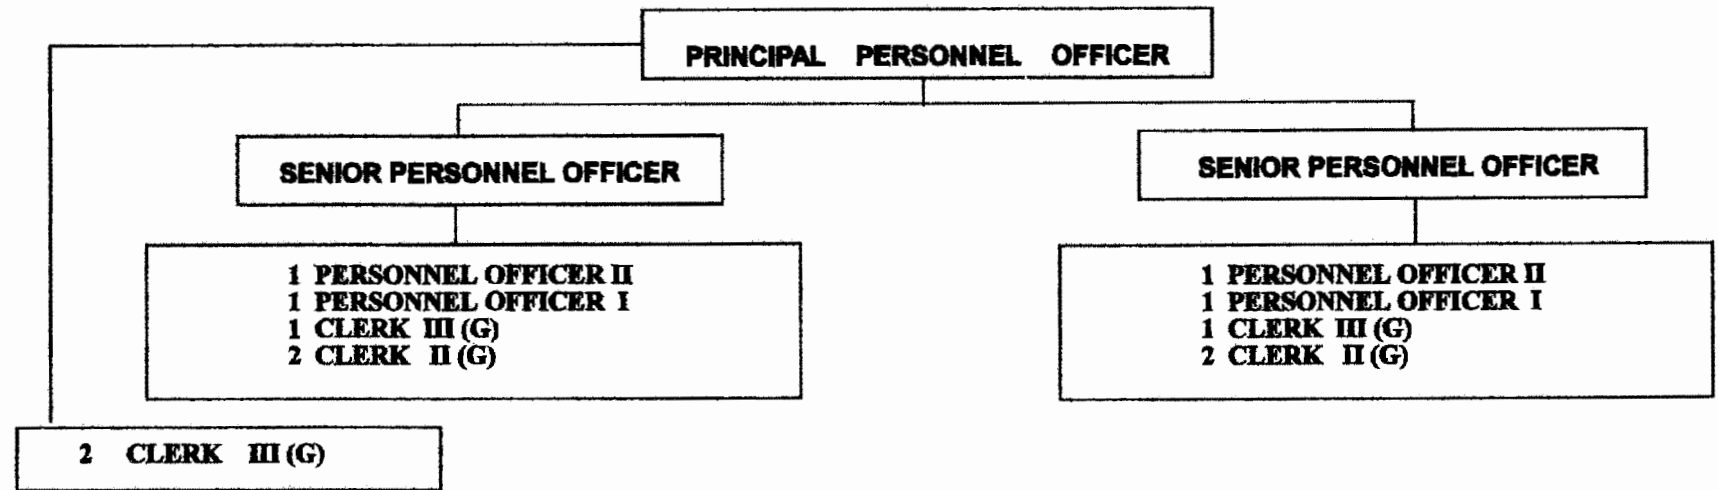 PRINCIPAL PERSONNEL OFFICER
SENIOR PERSONNEL OFFICER
1 PERSONNEL OFFICER II
1 PERSONNEL OFFICER I
1 CLERK III (G)
2 CLERK II (G)
SENIOR PERSONNEL OFFICER
1 PERSONNEL OFFICER II
1 PERSONNEL OFFICER I
1 CLERK III (G)
2 CLERK II (G)
2 CLERK III (G)